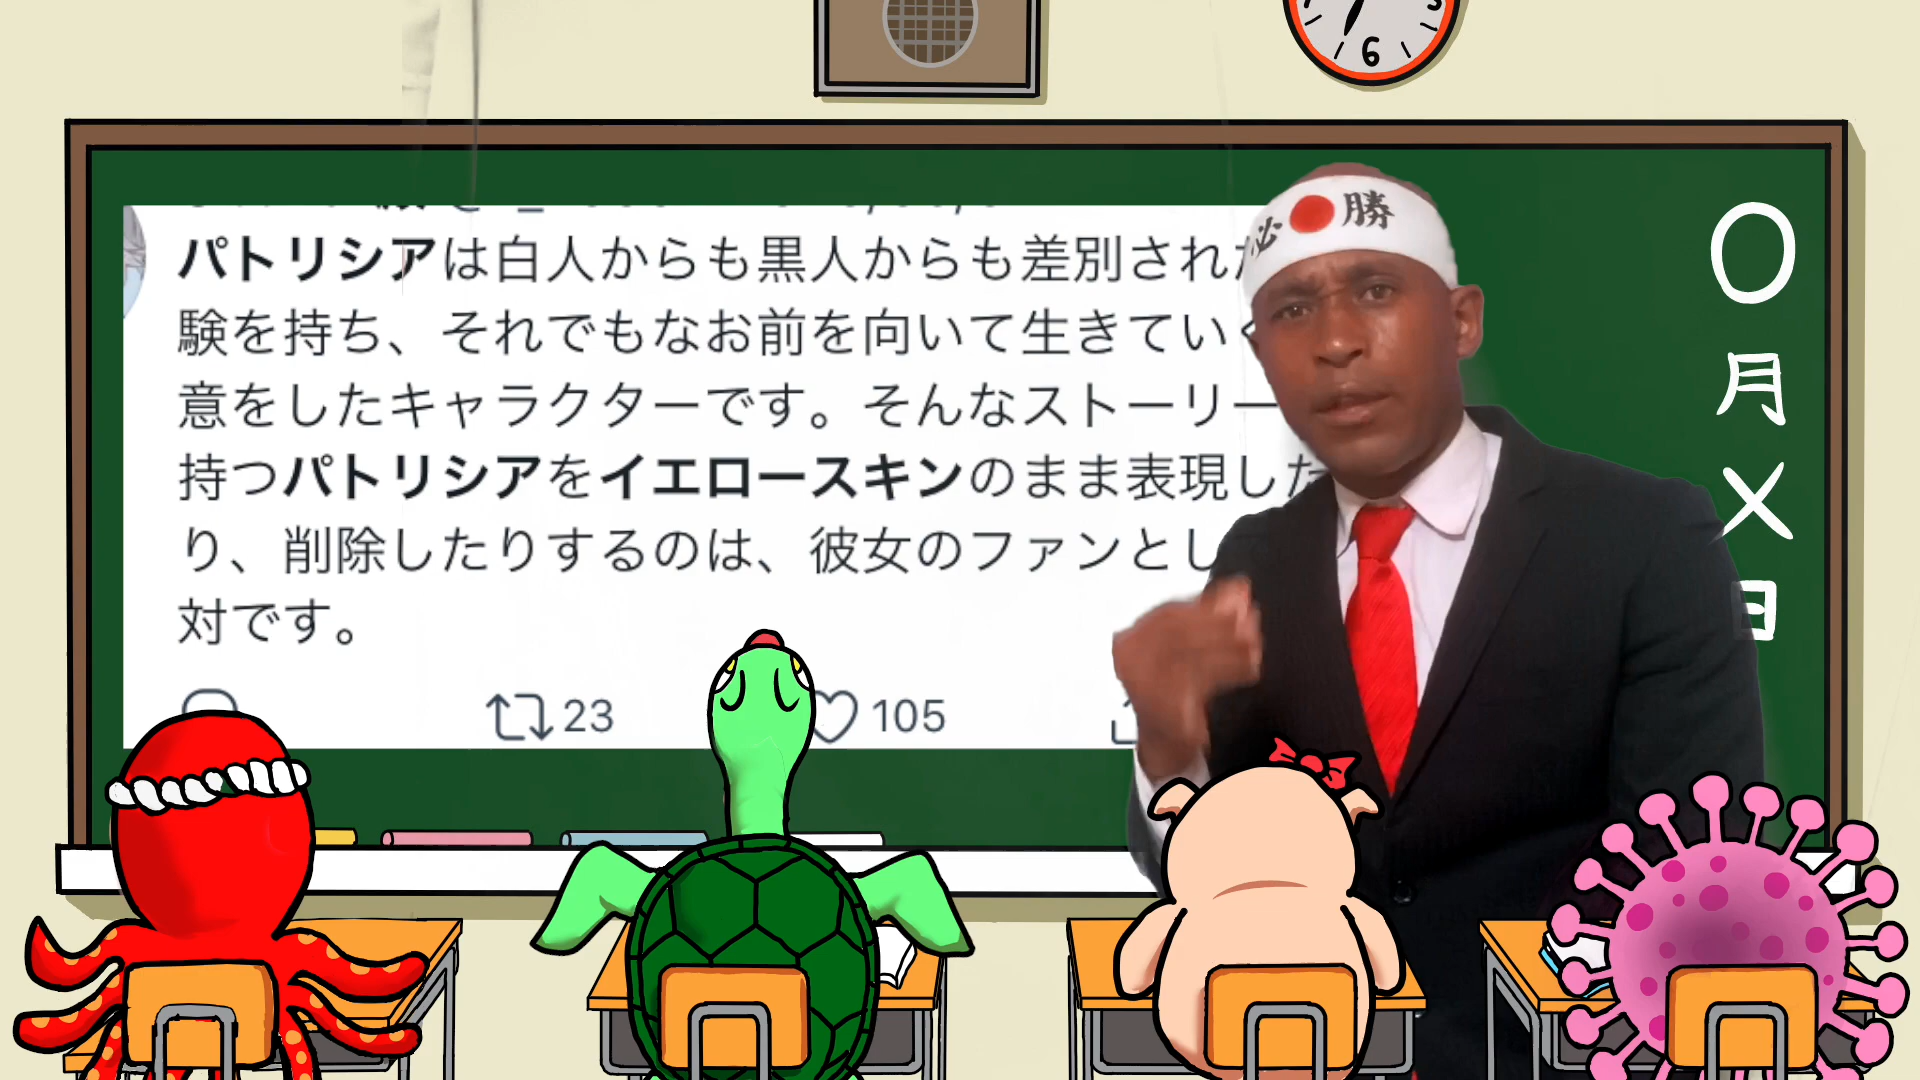 6
パトリシアは白人からも黒人からも差別された
験を持ち、それでもなお前を向いて生きていく
意をしたキャラクターです。そんなストーリー
持つパトリシアをイエロースキンのまま表現した
り、削除したりするのは、彼女のファンとし
対です。
23 105
必勝
〇月×日